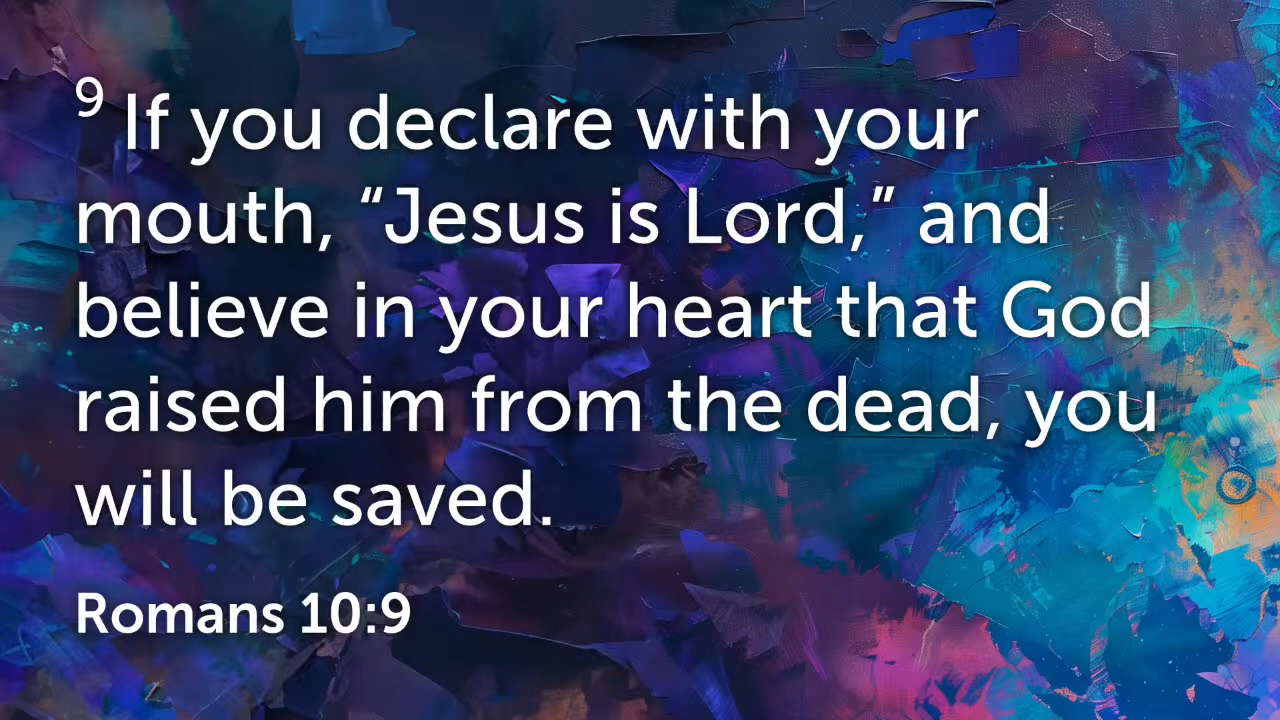 9 If you declare with your
mouth, “Jesus is Lord,” and
believe in your heart that God
raised him from the dead, you
will be saved.
Romans 10:9